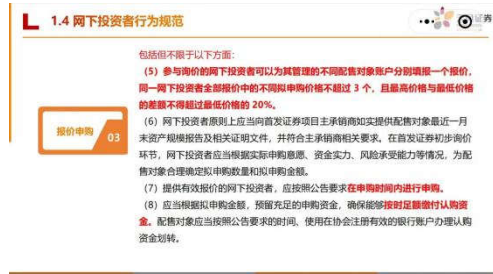 1.4 网下投资者行为规范
证券
包括但不限于以下方面：
（5）参与询价的网下投资者可以为其管理的不同配售对象账户分别填报一个报价，
同一网下投资者全部报价中的不同拟申购价格不超过 3 个，且最高价格与最低价格
的差额不得超过最低价格的 20%。
（6）网下投资者原则上应当向首发证券项目主承销商如实提供配售对象最近一月
末资产规模报告及相关证明文件，并符合主承销商相关要求。在首发证券初步询价
环节，网下投资者应当根据实际申购意愿、资金实力、风险承受能力等情况，为配
售对象合理确定拟申购数量和拟申购金额。
报价申购 03
（7）提供有效报价的网下投资者，应按照公告要求在申购时间内进行申购。
（8）应当根据拟申购金额，预留充足的申购资金，确保能够按时足额缴付认购资
金。配售对象应当按照公告要求的时间、使用在协会注册有效的银行账户办理认购
资金划转。